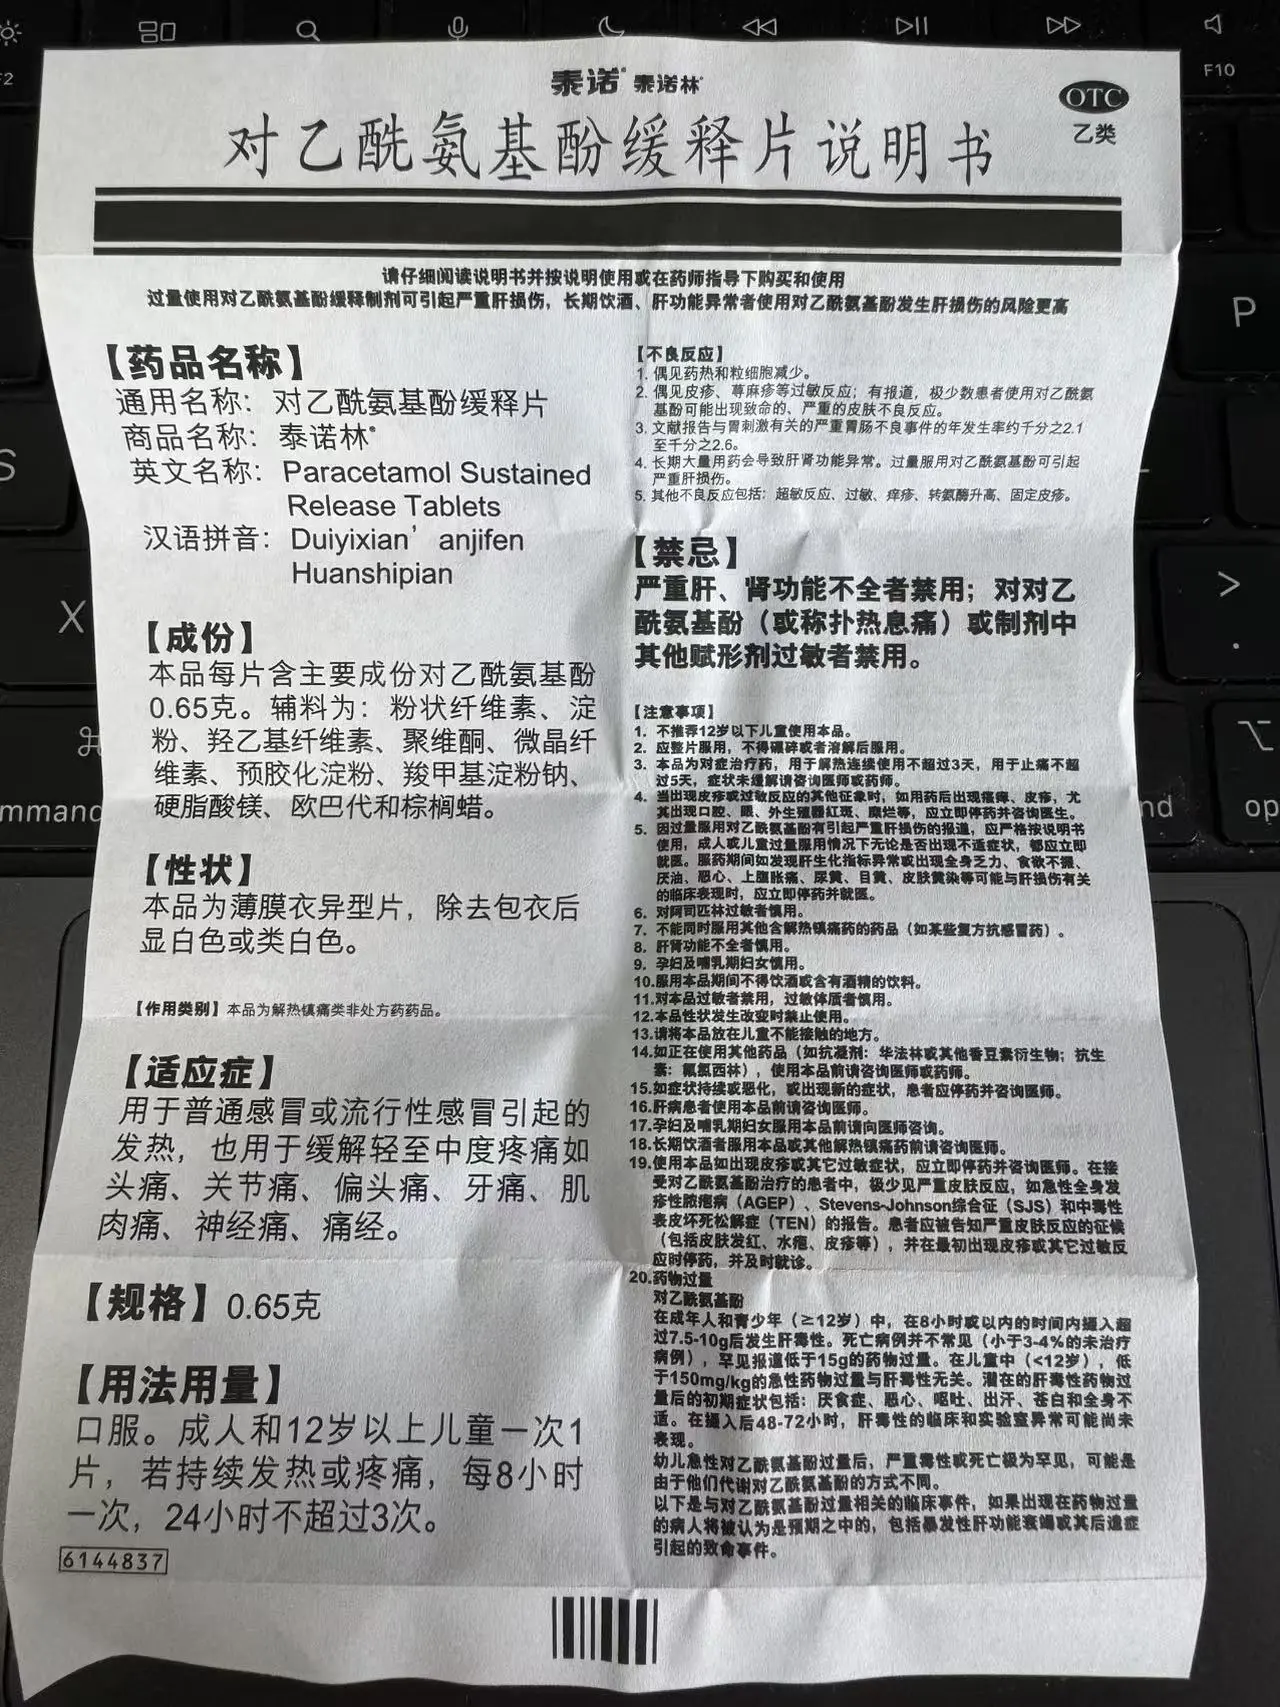 F2
F10
P
S
X
⌘
command
>
.
⌥
nd
op
泰诺® 泰诺林®
OTC
乙类
对乙酰氨基酚缓释片说明书
请仔细阅读说明书并按说明使用或在药师指导下购买和使用
过量使用对乙酰氨基酚缓释制剂可引起严重肝损伤，长期饮酒、肝功能异常者使用对乙酰氨基酚发生肝损伤的风险更高
【药品名称】
通用名称：对乙酰氨基酚缓释片
商品名称：泰诺林®
英文名称：Paracetamol Sustained
Release Tablets
汉语拼音：Duiyixian’anjifen
Huanshipian
【成份】
本品每片含主要成份对乙酰氨基酚
0.65克。辅料为：粉状纤维素、淀
粉、羟乙基纤维素、聚维酮、微晶纤
维素、预胶化淀粉、羧甲基淀粉钠、
硬脂酸镁、欧巴代和棕榈蜡。
【性状】
本品为薄膜衣异型片，除去包衣后
显白色或类白色。
【作用类别】本品为解热镇痛类非处方药药品。
【适应症】
用于普通感冒或流行性感冒引起的
发热，也用于缓解轻至中度疼痛如
头痛、关节痛、偏头痛、牙痛、肌
肉痛、神经痛、痛经。
【规格】0.65克
【用法用量】
口服。成人和12岁以上儿童一次1
片，若持续发热或疼痛，每8小时
一次，24小时不超过3次。
6144837
【不良反应】
1. 偶见药热和粒细胞减少。
2. 偶见皮疹、荨麻疹等过敏反应；有报道，极少数患者使用对乙酰氨
基酚可能出现致命的、严重的皮肤不良反应。
3. 文献报告与胃刺激有关的严重胃肠不良事件的年发生率约千分之2.1
至千分之2.6。
4. 长期大量用药会导致肝肾功能异常。过量服用对乙酰氨基酚可引起
严重肝损伤。
5. 其他不良反应包括：超敏反应、过敏、痒疹、转氨酶升高、固定皮疹。
【禁忌】
严重肝、肾功能不全者禁用；对对乙
酰氨基酚（或称扑热息痛）或制剂中
其他赋形剂过敏者禁用。
【注意事项】
1. 不推荐12岁以下儿童使用本品。
2. 应整片服用，不得碾碎或者溶解后服用。
3. 本品为对症治疗药，用于解热连续使用不超过3天，用于止痛不超
过5天，症状未缓解请咨询医师或药师。
4. 当出现皮疹或过敏反应的其他征象时，如用药后出现瘙痒、皮疹，尤
其出现口腔、眼、外生殖器红斑、糜烂等，应立即停药并咨询医生。
5. 因过量服用对乙酰氨基酚有引起严重肝损伤的报道，应严格按说明书
使用，成人或儿童过量服用情况下无论是否出现不适症状，都应立即
就医。服药期间如发现肝生化指标异常或出现全身乏力、食欲不振、
厌油、恶心、上腹胀痛、尿黄、目黄、皮肤黄染等可能与肝损伤有关
的临床表现时，应立即停药并就医。
6. 对阿司匹林过敏者慎用。
7. 不能同时服用其他含解热镇痛药的药品（如某些复方抗感冒药）。
8. 肝肾功能不全者慎用。
9. 孕妇及哺乳期妇女慎用。
10.服用本品期间不得饮酒或含有酒精的饮料。
11.对本品过敏者禁用，过敏体质者慎用。
12.本品性状发生改变时禁止使用。
13.请将本品放在儿童不能接触的地方。
14.如正在使用其他药品（如抗凝剂：华法林或其他香豆素衍生物；抗生
素：氟氯西林），使用本品前请咨询医师或药师。
15.如症状持续或恶化，或出现新的症状，患者应停药并咨询医师。
16.肝病患者使用本品前请咨询医师。
17.孕妇及哺乳期妇女服用本品前请向医师咨询。
18.长期饮酒者服用本品或其他解热镇痛药前请咨询医师。
19.使用本品如出现皮疹或其它过敏症状，应立即停药并咨询医师。在接
受对乙酰氨基酚治疗的患者中，极少见严重皮肤反应，如急性全身发
疹性脓疱病（AGEP）、Stevens-Johnson综合征（SJS）和中毒性
表皮坏死松解症（TEN）的报告。患者应被告知严重皮肤反应的征候
（包括皮肤发红、水疱、皮疹等），并在最初出现皮疹或其它过敏反
应时停药，并及时就诊。
20.药物过量
对乙酰氨基酚
在成年人和青少年（≥12岁）中，在8小时或以内的时间内摄入超
过7.5-10g后发生肝毒性。死亡病例并不常见（小于3-4%的未治疗
病例），罕见报道低于15g的药物过量。在儿童中（<12岁），低
于150mg/kg的急性药物过量与肝毒性无关。潜在的肝毒性药物过
量后的初期症状包括：厌食症、恶心、呕吐、出汗、苍白和全身不
适。在摄入后48-72小时，肝毒性的临床和实验室异常可能尚未
表现。
幼儿急性对乙酰氨基酚过量后，严重毒性或死亡极为罕见，可能是
由于他们代谢对乙酰氨基酚的方式不同。
以下是与对乙酰氨基酚过量相关的临床事件，如果出现在药物过量
的病人将被认为是预期之中的，包括暴发性肝功能衰竭或其后遗症
引起的致命事件。